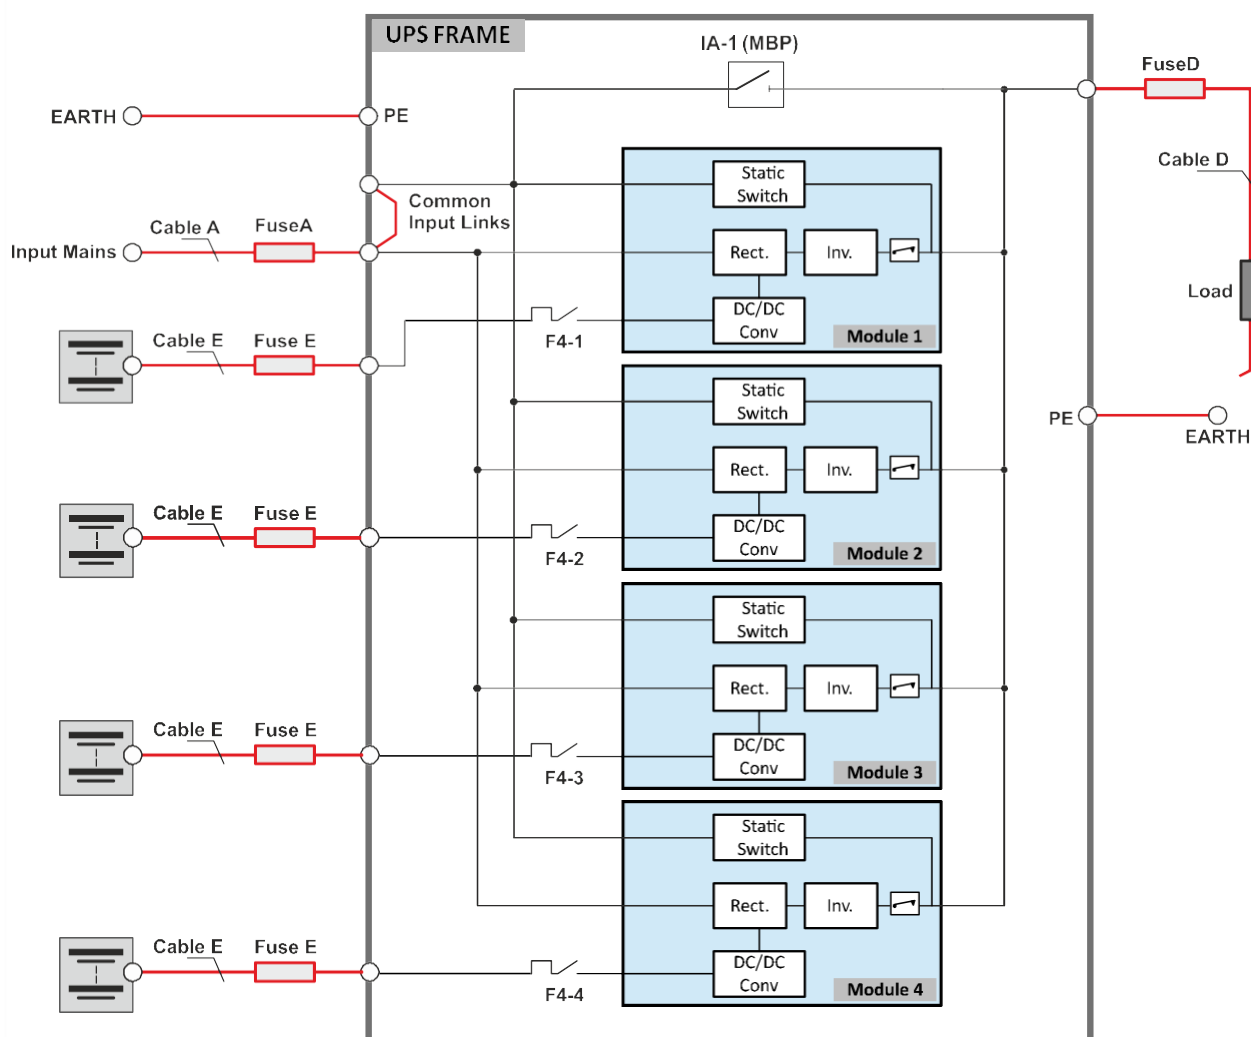 UPS FRAME
IA-1 (MBP)
FuseD
EARTH
PE
Cable D
Static
Switch
Common
Input Links
Cable A
FuseA
Input Mains
Rect.
Inv.
Load
DC/DC
Conv
Module 1
F4-1
Cable E
Fuse E
Static
Switch
PE
EARTH
Rect.
Inv.
Cable E
Fuse E
DC/DC
Conv
Module 2
F4-2
Static
Switch
Rect.
Inv.
Cable E
Fuse E
DC/DC
Conv
Module 3
F4-3
Static
Switch
Rect.
Inv.
Cable E
Fuse E
DC/DC
Conv
Module 4
F4-4